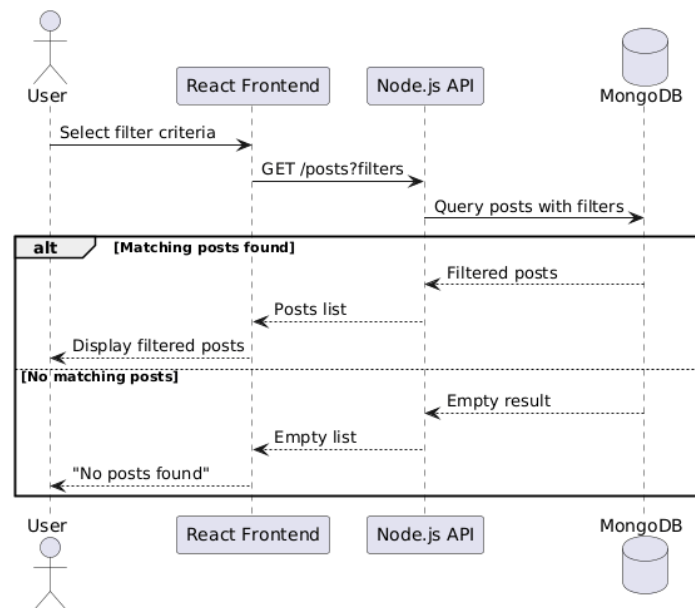 User
React Frontend
Node.js API
MongoDB
Select filter criteria
GET /posts?filters
Query posts with filters
alt [Matching posts found]
Filtered posts
Posts list
Display filtered posts
[No matching posts]
Empty result
Empty list
"No posts found"
User
React Frontend
Node.js API
MongoDB